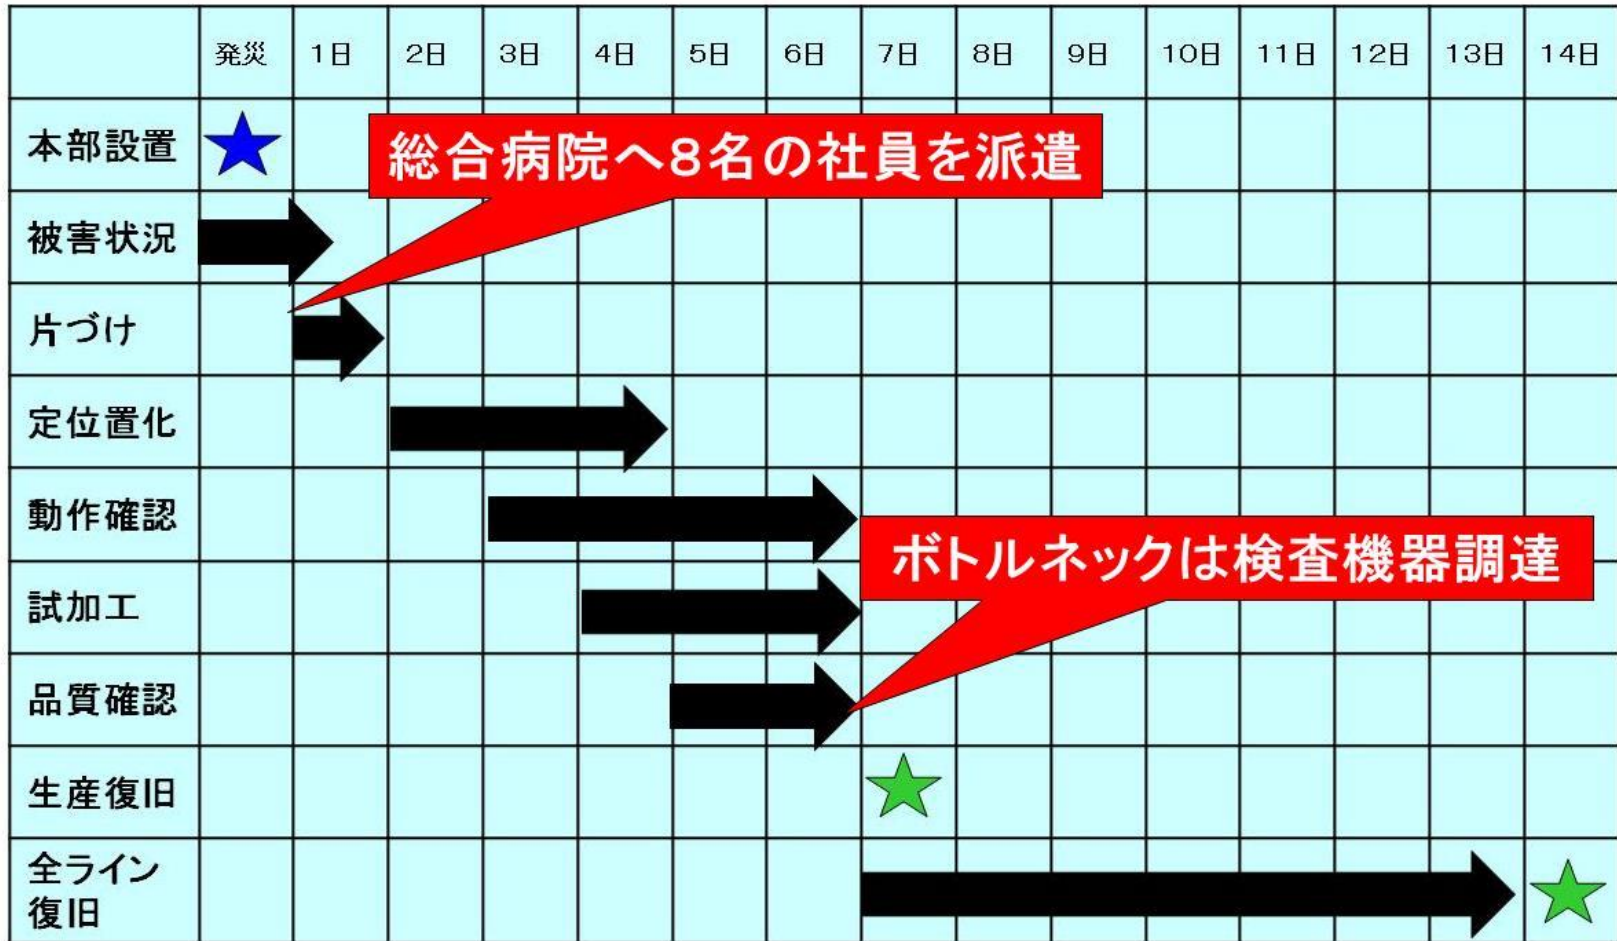 発災 1日 2日 3日 4日 5日 6日 7日 8日 9日 10日 11日 12日 13日 14日
本部設置
総合病院へ8名の社員を派遣
被害状況
片づけ
定位置化
動作確認
ボトルネックは検査機器調達
試加工
品質確認
生産復旧
全ライン
復旧